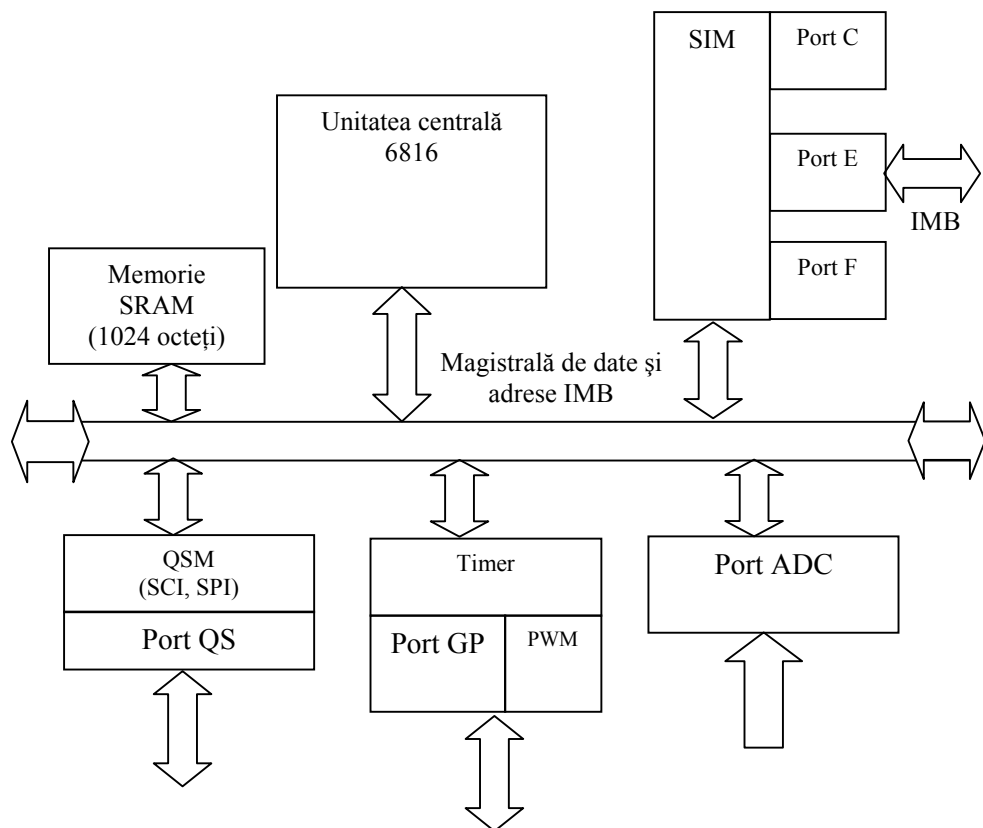 SIM
Port C
Unitatea centrală
6816
Port E
IMB
Port F
Memorie
SRAM
(1024 octeți)
Magistrală de date şi
adrese IMB
QSM
(SCI, SPI)
Port QS
Timer
Port GP
PWM
Port ADC